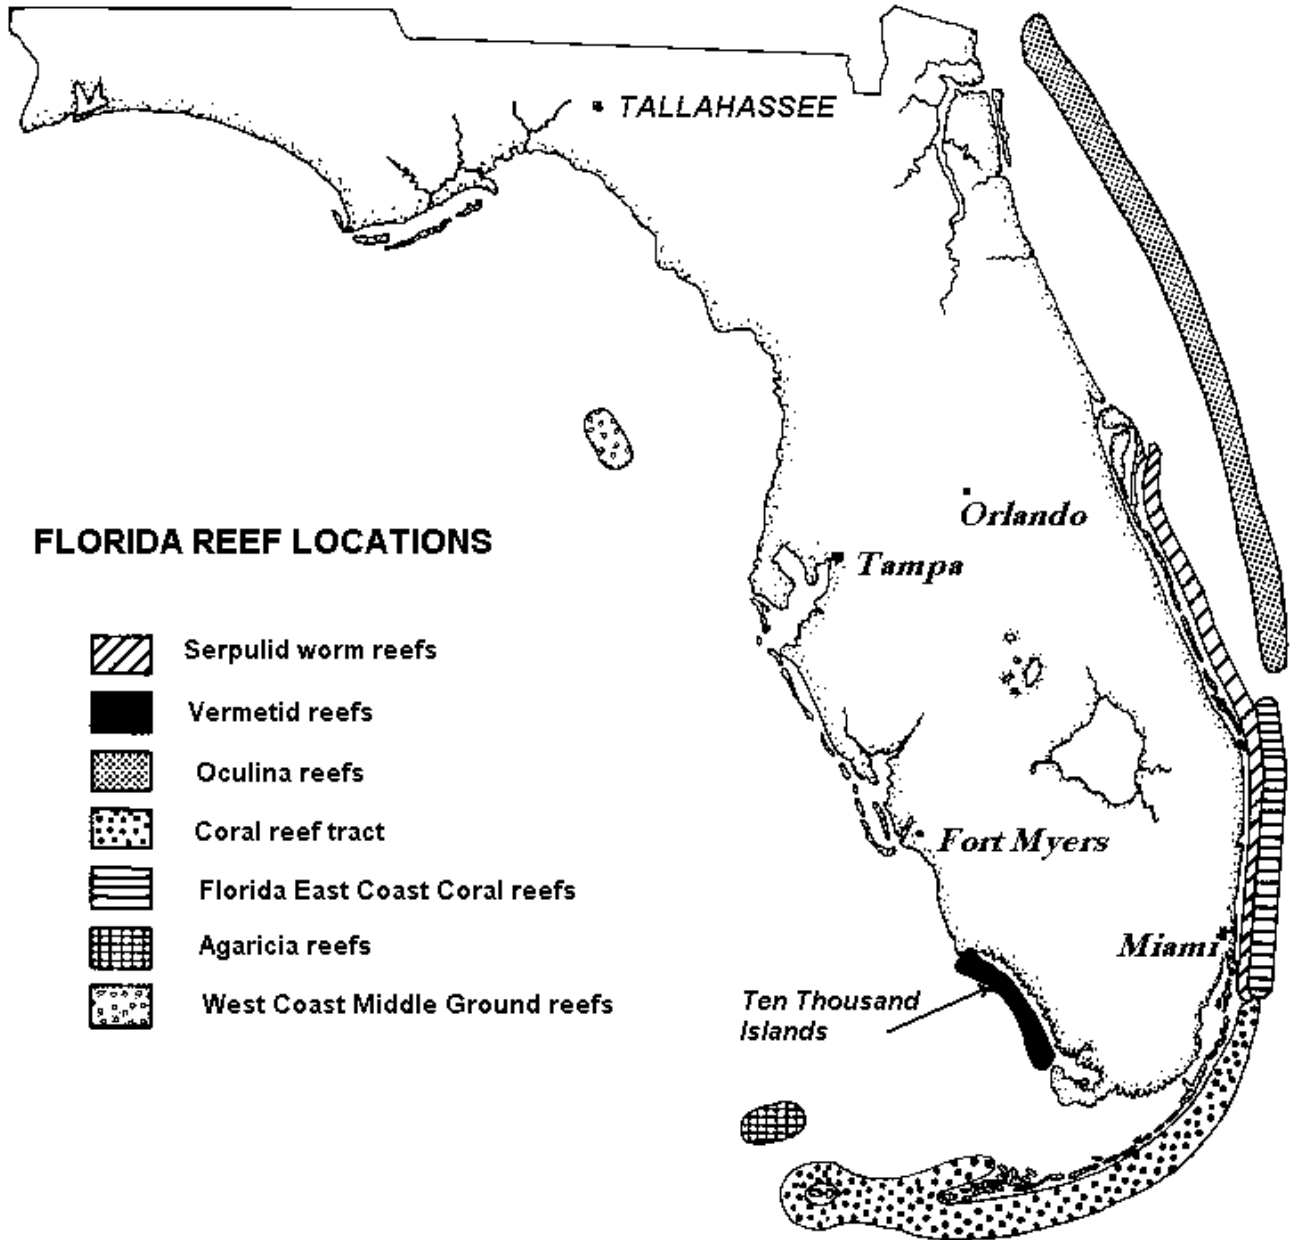 TALLAHASSEE
Orlando
FLORIDA REEF LOCATIONS
Tampa
Serpulid worm reefs
Vermetid reefs
Oculina reefs
Coral reef tract
Fort Myers
Florida East Coast Coral reefs
Agaricia reefs
Miami
West Coast Middle Ground reefs
Ten Thousand
Islands